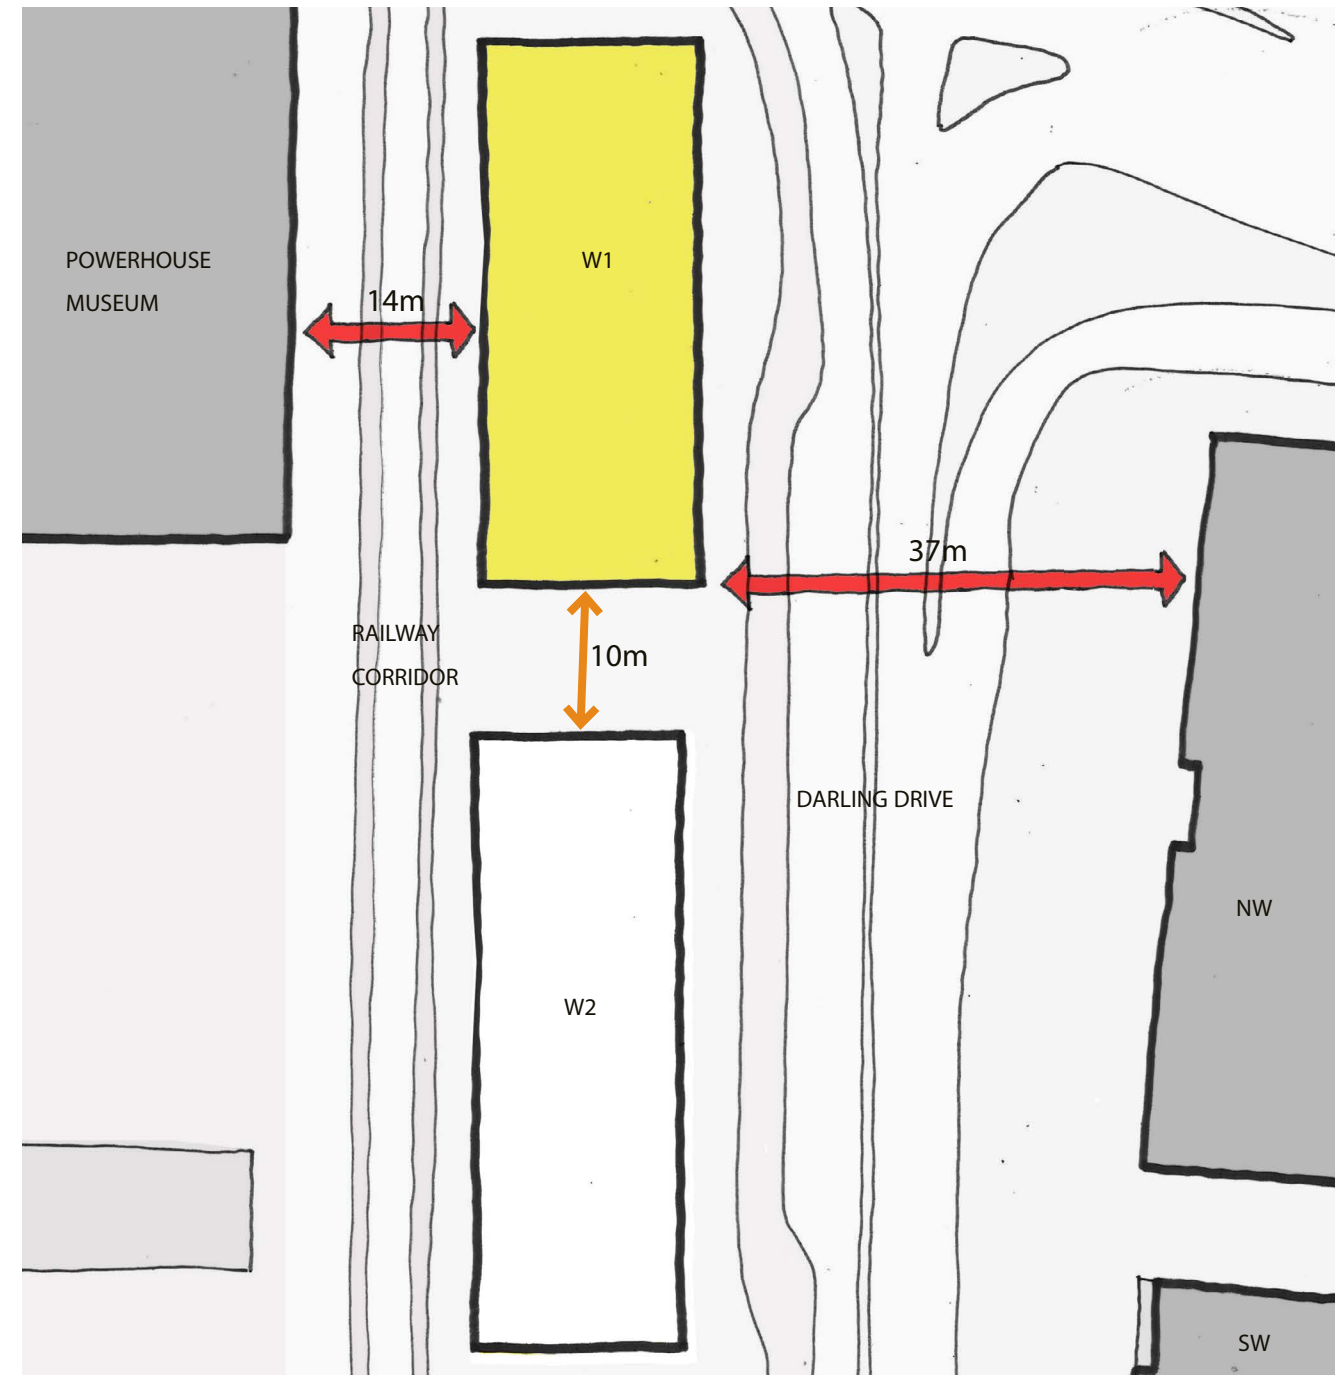 POWERHOUSE
MUSEUM
14m
W1
37m
RAILWAY
CORRIDOR
10m
DARLING DRIVE
NW
W2
SW